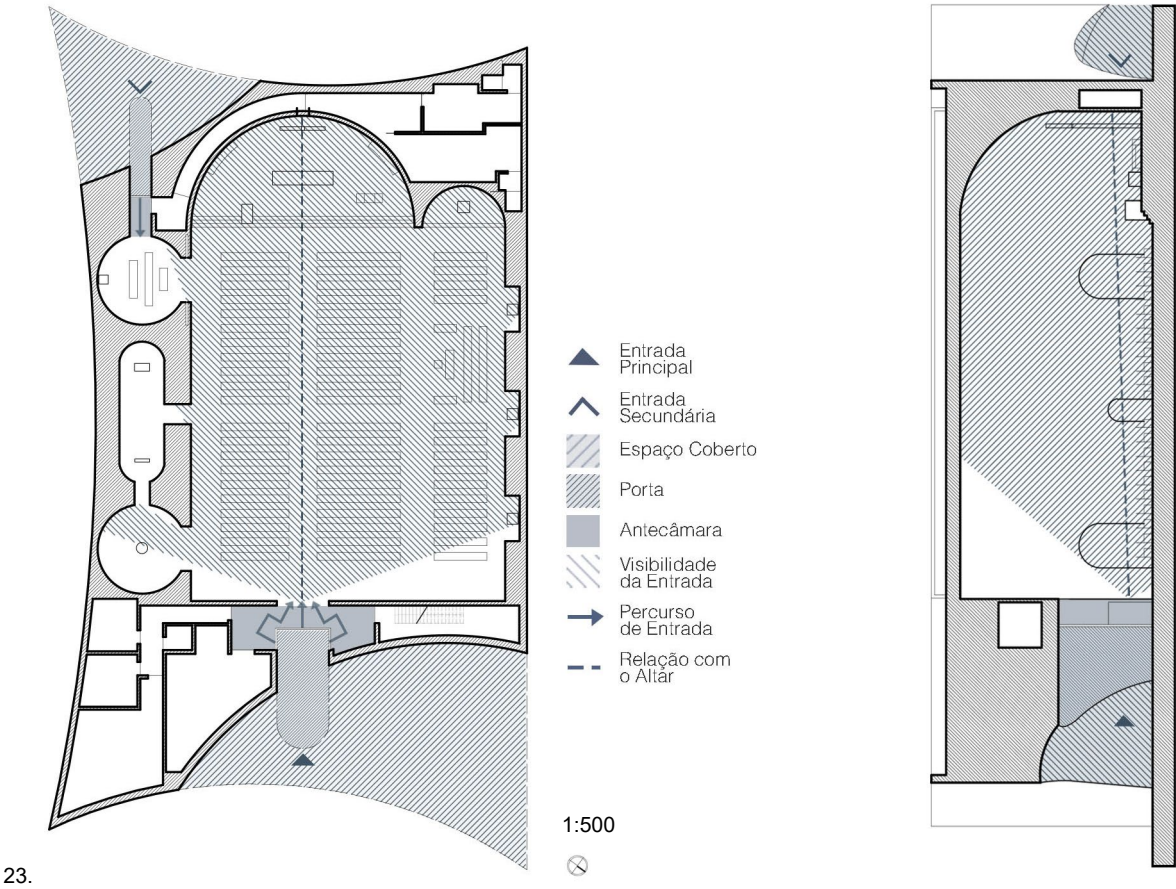 Entrada
Principal
Entrada
Secundária
Espaço Coberto
Porta
Antecâmara
Visibilidade
da Entrada
Percurso
de Entrada
Relação com
o Altar
1:500
23.